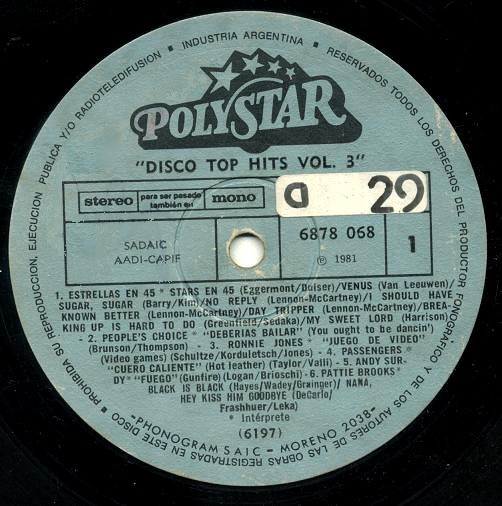 PROHIBIDA SU REPRODUCCION, EJECUCION PUBLICA Y/O RADIOTELEDIFUSION ▪ INDUSTRIA ARGENTINA ▪ RESERVADOS TODOS LOS DERECHOS DEL PRODUCTOR FONOGRAFICO Y DE LOS AUTORES DE LAS OBRAS REGISTRADAS EN ESTE DISCO ▪
POLYSTAR
"DISCO TOP HITS VOL. 3"
stereo
para ser pasado
también en
mono
a 29
SADAIC
AADI-CAPIF
6878 068
℗ 1981
1
1. ESTRELLAS EN 45 * STARS EN 45 (Eggermont/Duiser)/VENUS (Van Leeuwen)/
SUGAR, SUGAR (Barry/Kim)/NO REPLY (Lennon-McCartney)/I SHOULD HAVE
KNOWN BETTER (Lennon-McCartney)/DAY TRIPPER (Lennon-McCartney)/BREA-
KING UP IS HARD TO DO (Greenfield/Sedaka)/MY SWEET LORD (Harrison)
- 2. PEOPLE'S CHOICE * "DEBERIAS BAILAR" (You ought to be dancin')
(Brunson/Thompson) - 3. RONNIE JONES * "JUEGO DE VIDEO"
(Video games) (Schultze/Korduletsch/Jones) - 4. PASSENGERS *
"CUERO CALIENTE" (Hot leather) (Taylor/Valli) - 5. ANDY SUR-
DY* "FUEGO" (Gunfire) (Logan/Brioschi) - 6. PATTIE BROOKS*
BLACK IS BLACK (Hayes/Wadey/Grainger)/ NANA,
HEY KISS HIM GOODBYE (DeCarlo/
Frashhuer/Leka)
* Intérprete
(6197)
-PHONOGRAM SAIC - MORENO 2038-